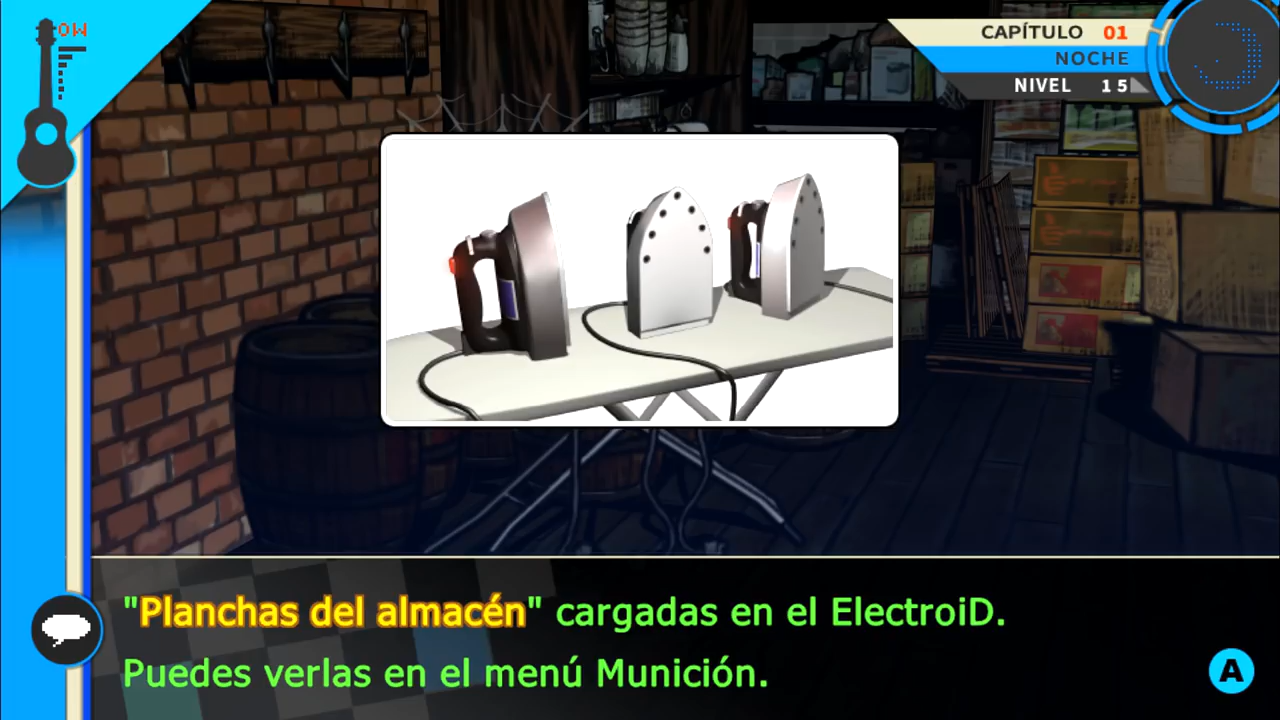 CAPÍTULO 01
NOCHE
NIVEL 15
"Planchas del almacén" cargadas en el ElectroiD.
Puedes verlas en el menú Munición.
A